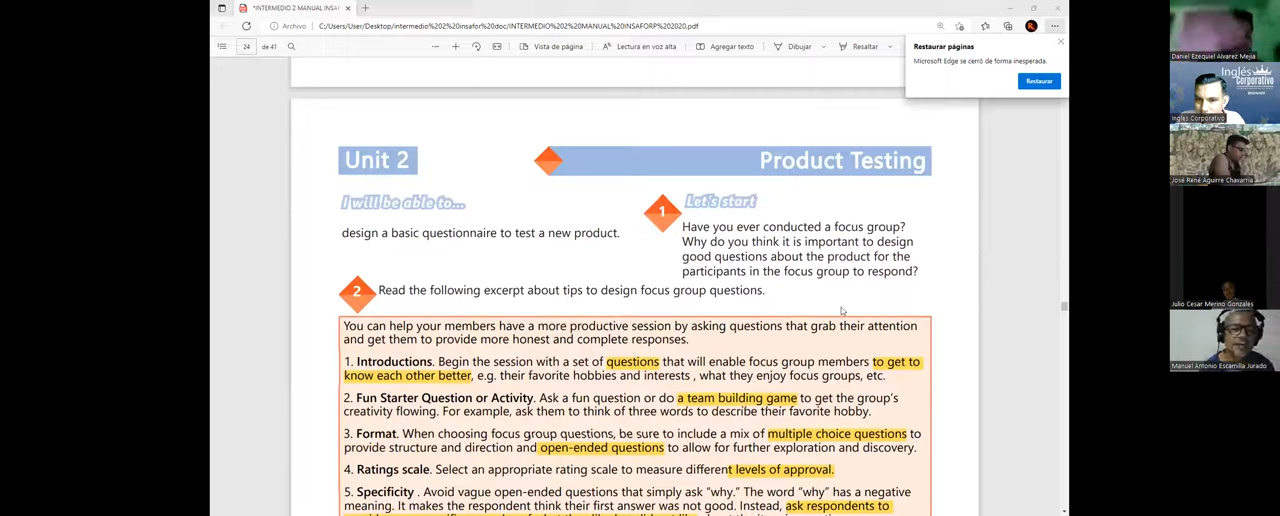 *INTERMEDIO 2 MANUAL INSAF
Archivo
C:/Users/User/Desktop/intermedio%202%20insafor%20doc/INTERMEDIO%202%20MANUAL%20INSAFORP%202020.pdf
24 de 41
Vista de página
Lectura en voz alta
Agregar texto
Dibujar
Resaltar
Restaurar páginas
Microsoft Edge se cerró de forma inesperada.
Restaurar
Unit 2
Product Testing
I will be able to...
design a basic questionnaire to test a new product.
1
Let's start
Have you ever conducted a focus group?
Why do you think it is important to design
good questions about the product for the
participants in the focus group to respond?
2
Read the following excerpt about tips to design focus group questions.
You can help your members have a more productive session by asking questions that grab their attention
and get them to provide more honest and complete responses.
1. Introductions. Begin the session with a set of questions that will enable focus group members to get to
know each other better, e.g. their favorite hobbies and interests , what they enjoy focus groups, etc.
2. Fun Starter Question or Activity. Ask a fun question or do a team building game to get the group's
creativity flowing. For example, ask them to think of three words to describe their favorite hobby.
3. Format. When choosing focus group questions, be sure to include a mix of multiple choice questions to
provide structure and direction and open-ended questions to allow for further exploration and discovery.
4. Ratings scale. Select an appropriate rating scale to measure different levels of approval.
5. Specificity . Avoid vague open-ended questions that simply ask “why.” The word “why” has a negative
meaning. It makes the respondent think their first answer was not good. Instead, ask respondents to
Daniel Ezequiel Alvarez Mejia
Inglés
Corporativo
Inglés Corporativo
José René Aguirre Chavarría
Julio Cesar Merino Gonzales
Manuel Antonio Escamilla Jurado